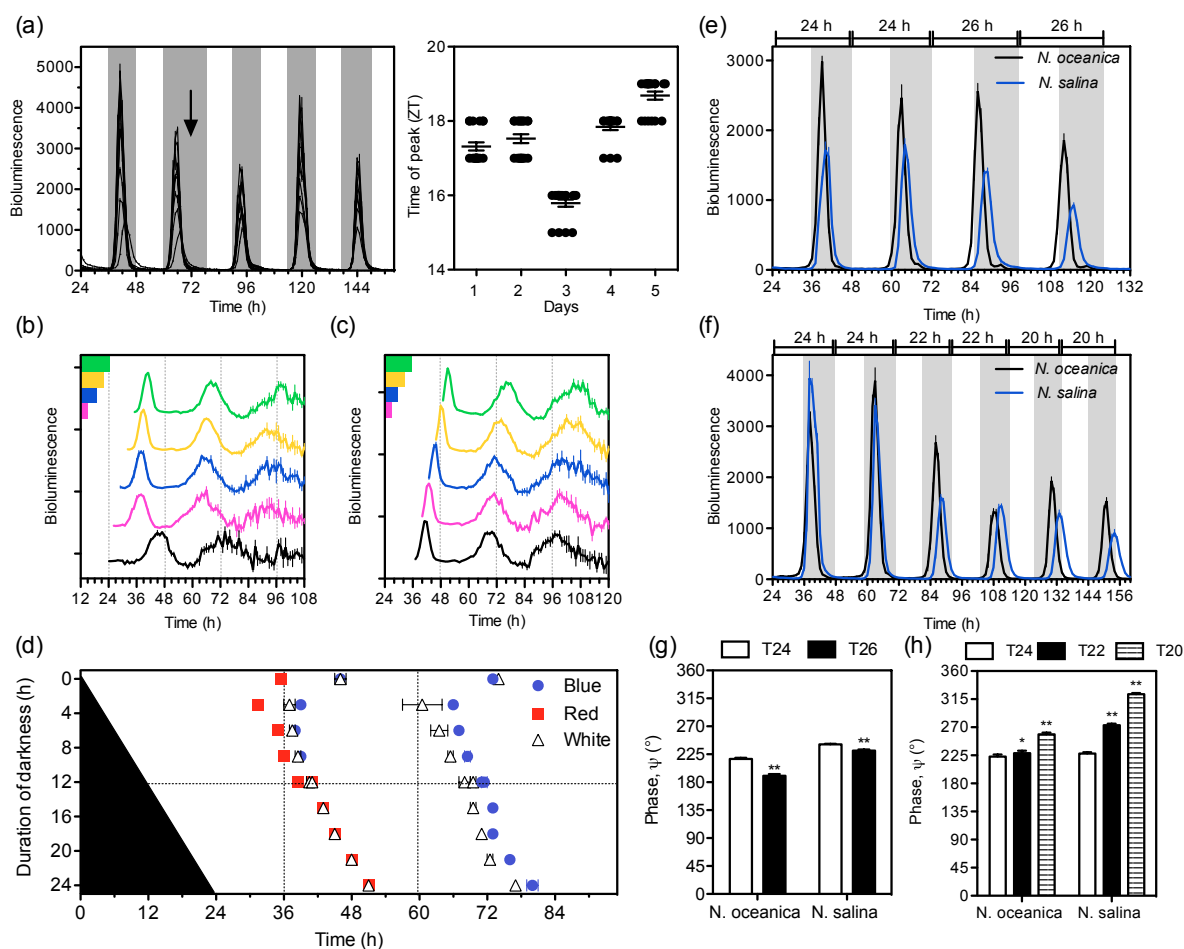 (a)
5000
4000
3000
2000
1000
0
Bioluminescence
24 48 72 96 120 144
Time (h)
20
18
16
14
Time of peak (ZT)
1 2 3 4 5
Days
(b)
Bioluminescence
12 24 36 48 60 72 84 96 108
Time (h)
(c)
Bioluminescence
24 36 48 60 72 84 96 108 120
Time (h)
(d)
Duration of darkness (h)
0
4
8
12
16
20
24
0 12 24 36 48 60 72 84
Time (h)
Blue
Red
White
(e)
24 h 24 h 26 h 26 h
N. oceanica
N. salina
3000
2000
1000
0
Bioluminescence
24 36 48 60 72 84 96 108 120 132
Time (h)
(f)
24 h 24 h 22 h 22 h 20 h 20 h
N. oceanica
N. salina
4000
3000
2000
1000
0
Bioluminescence
24 36 48 60 72 84 96 108 120 132 144 156
Time (h)
(g)
T24 T26
360
315
270
225
180
135
90
45
0
Phase, ψ (°)
** **
N. oceanica N. salina
(h)
T24 T22 T20
360
315
270
225
180
135
90
45
0
Phase, ψ (°)
* ** ** **
N. oceanica N. salina